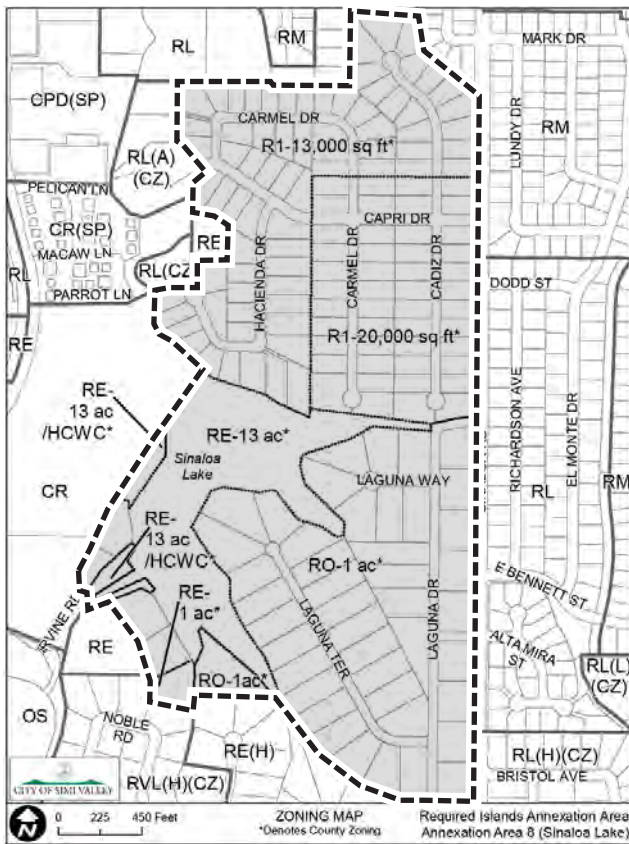 RL
RM
MARK DR
CPD(SP)
CARMEL DR
R1-13,000 sq ft*
LUNDY DR
RM
RL(A)
(CZ)
PELICAN LN
CR(SP)
MACAW LN
RE
CAPRI DR
RL
RL(CZ)
PARROT LN
HACIENDA DR
CARMEL DR
CADIZ DR
DODD ST
RE
R1-20,000 sq ft*
RICHARDSON AVE
EL MONTE DR
RE-
13 ac
/HCWC*
RE-13 ac*
Sinaloa
Lake
LAGUNA WAY
RL
RM
CR
RE-
13 ac
/HCWC*
RO-1 ac*
RE-
1 ac*
LAGUNA TER
LAGUNA DR
E BENNETT ST
ALTA MIRA
ST
RE
RO-1ac*
RL(L)
(CZ)
OS
NOBLE
RD
RE(H)
RL(H)(CZ)
BRISTOL AVE
RVL(H)(CZ)
CITY OF SIMI VALLEY
N
0 225 450 Feet
ZONING MAP
*Denotes County Zoning
Required Islands Annexation Area
Annexation Area 8 (Sinaloa Lake)